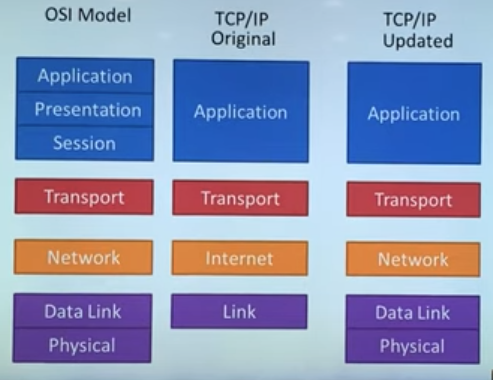 OSI Model
TCP/IP
Original
TCP/IP
Updated
Application
Presentation
Session
Application
Application
Transport
Transport
Transport
Network
Internet
Network
Data Link
Physical
Link
Data Link
Physical